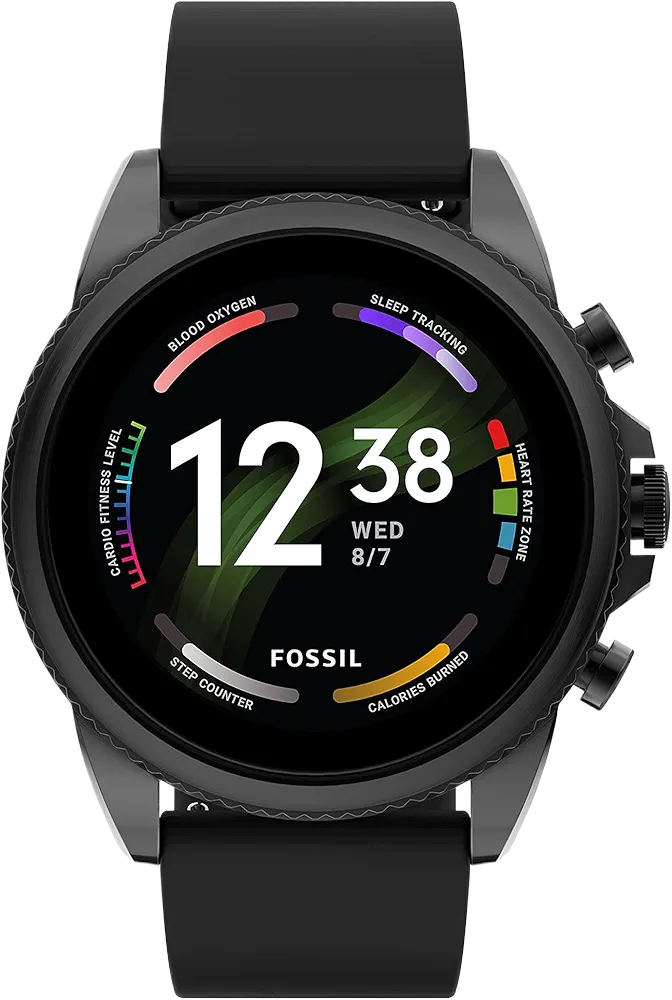 BLOOD OXYGEN
SLEEP TRACKING
CARDIO FITNESS LEVEL
12
38
WED
8/7
HEART RATE ZONE
FOSSIL
STEP COUNTER
CALORIES BURNED